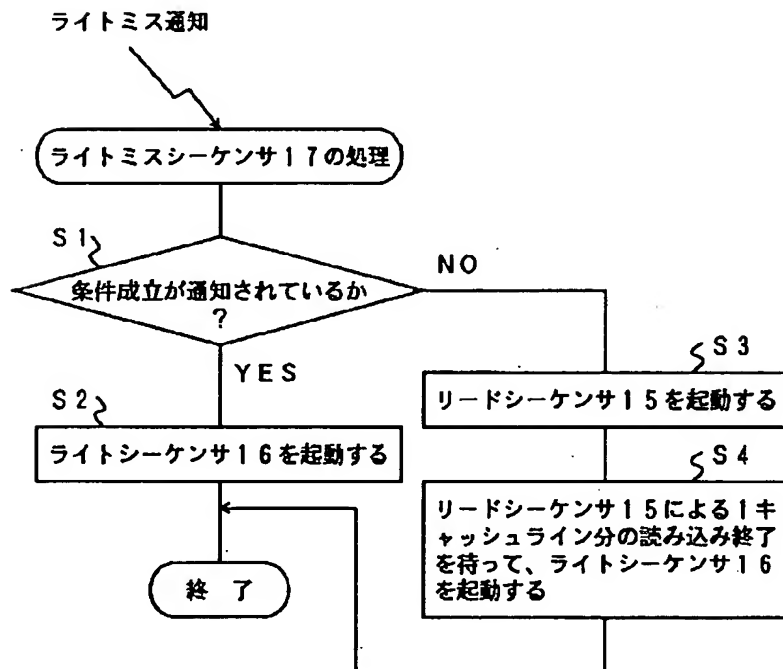 ライトミス通知
ライトミスシーケンサ17の処理
S1
条件成立が通知されているか
?
NO
YES
S2
ライトシーケンサ16を起動する
S3
リードシーケンサ15を起動する
S4
リードシーケンサ15による1キ
ャッシュライン分の読み込み終了
を待って、ライトシーケンサ16
を起動する
終了